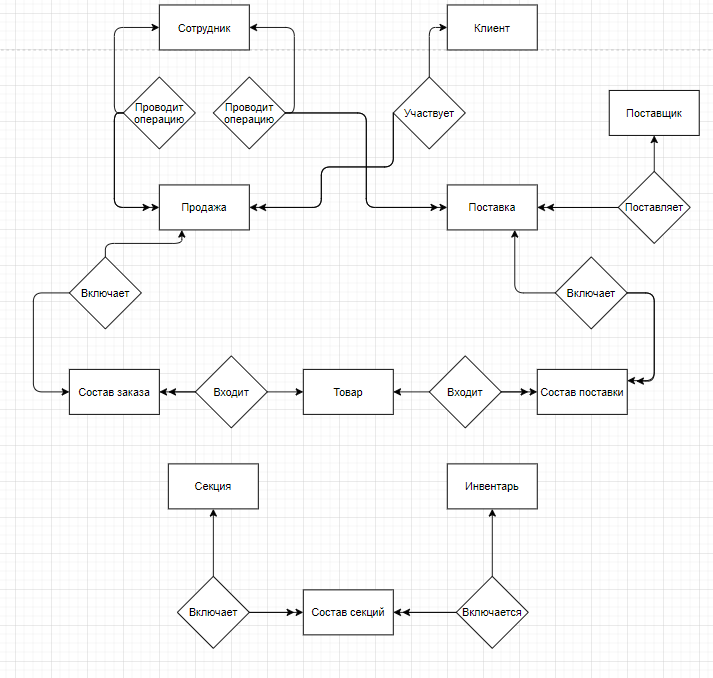 Сотрудник
Клиент
Проводит
операцию
Проводит
операцию
Участвует
Поставщик
Продажа
Поставка
Поставляет
Включает
Включает
Состав заказа
Входит
Товар
Входит
Состав поставки
Секция
Инвентарь
Включает
Состав секций
Включается